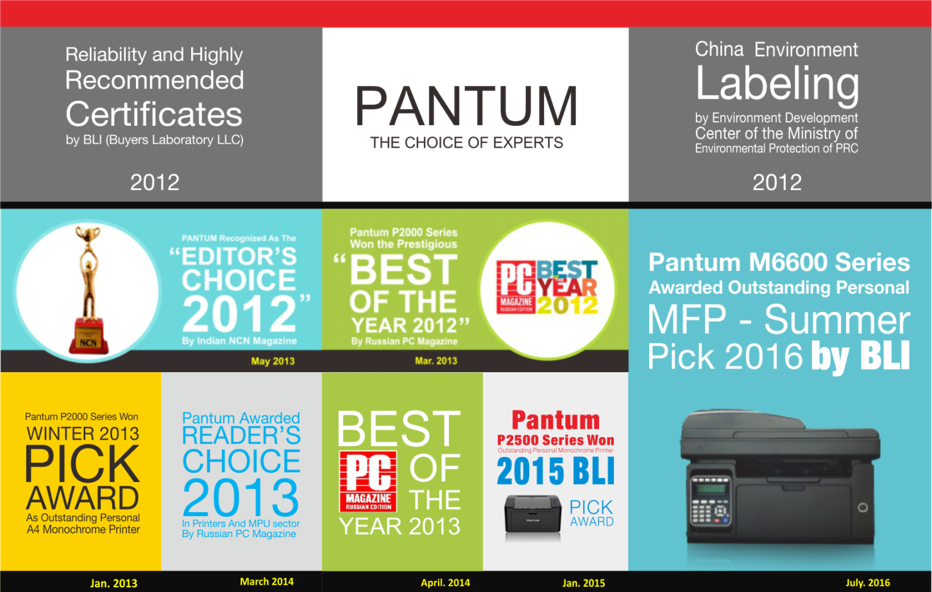 Reliability and Highly
Recommended
Certificates
by BLI (Buyers Laboratory LLC)
2012
PANTUM
THE CHOICE OF EXPERTS
China Environment
Labeling
by Environment Development
Center of the Ministry of
Environmental Protection of PRC
2012
NCN
PANTUM Recognized As The
“EDITOR'S
CHOICE
2012”
By Indian NCN Magazine
May 2013
Pantum P2000 Series
Won the Prestigious
“BEST
OF THE
YEAR 2012”
By Russian PC Magazine
Mar. 2013
PC
MAGAZINE
RUSSIAN EDITION
BEST
YEAR
2012
Pantum M6600 Series
Awarded Outstanding Personal
MFP - Summer
Pick 2016 by BLI
July. 2016
Pantum P2000 Series Won
WINTER 2013
PICK
AWARD
As Outstanding Personal
A4 Monochrome Printer
Jan. 2013
Pantum Awarded
READER'S
CHOICE
2013
In Printers And MPU sector
By Russian PC Magazine
March 2014
BEST
PC
MAGAZINE
RUSSIAN EDITION
OF
THE
YEAR 2013
April. 2014
Pantum
P2500 Series Won
Outstanding Personal Monochrome Printer
2015 BLI
PICK
AWARD
PANTUM
Jan. 2015